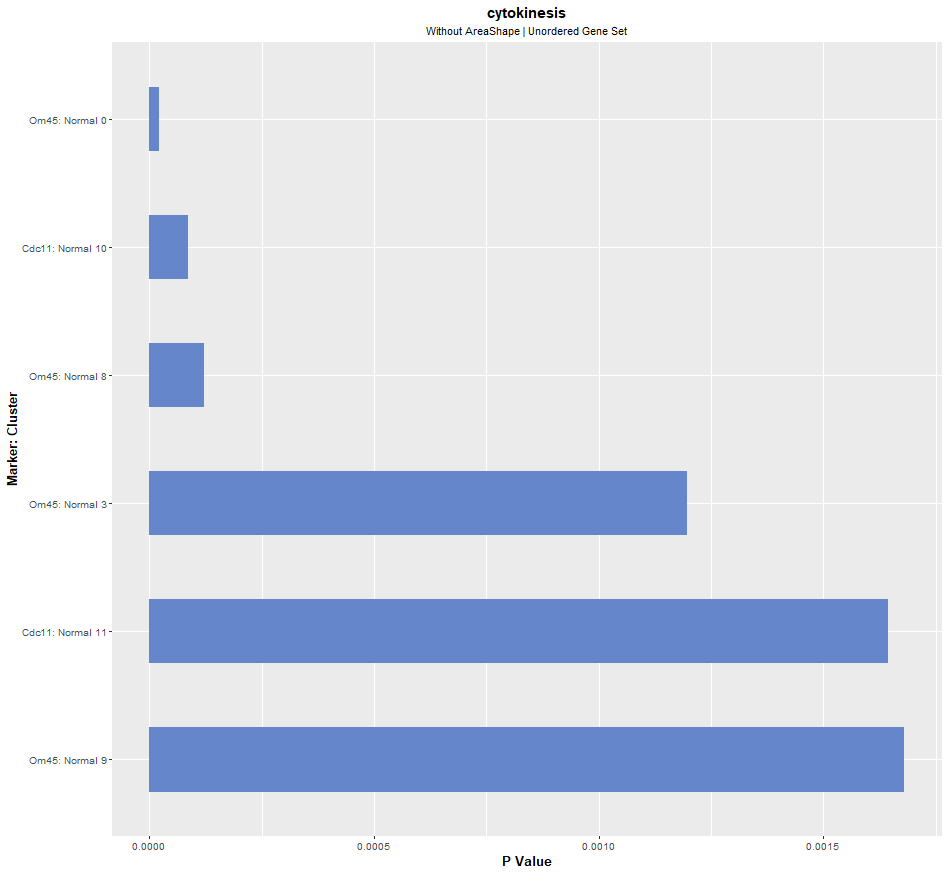 cytokinesis
Without AreaShape | Unordered Gene Set
Om45: Normal 0
Cdc11: Normal 10
Om45: Normal 8
Om45: Normal 3
Cdc11: Normal 11
Om45: Normal 9
Marker: Cluster
0.0000 0.0005 0.0010 0.0015
P Value